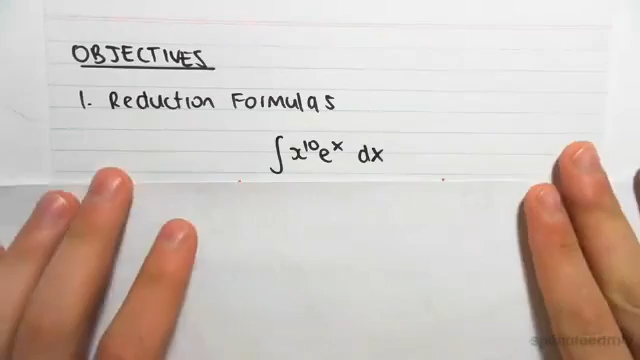 OBJECTIVES
1. Reduction Formulas
∫x¹⁰eˣ dx